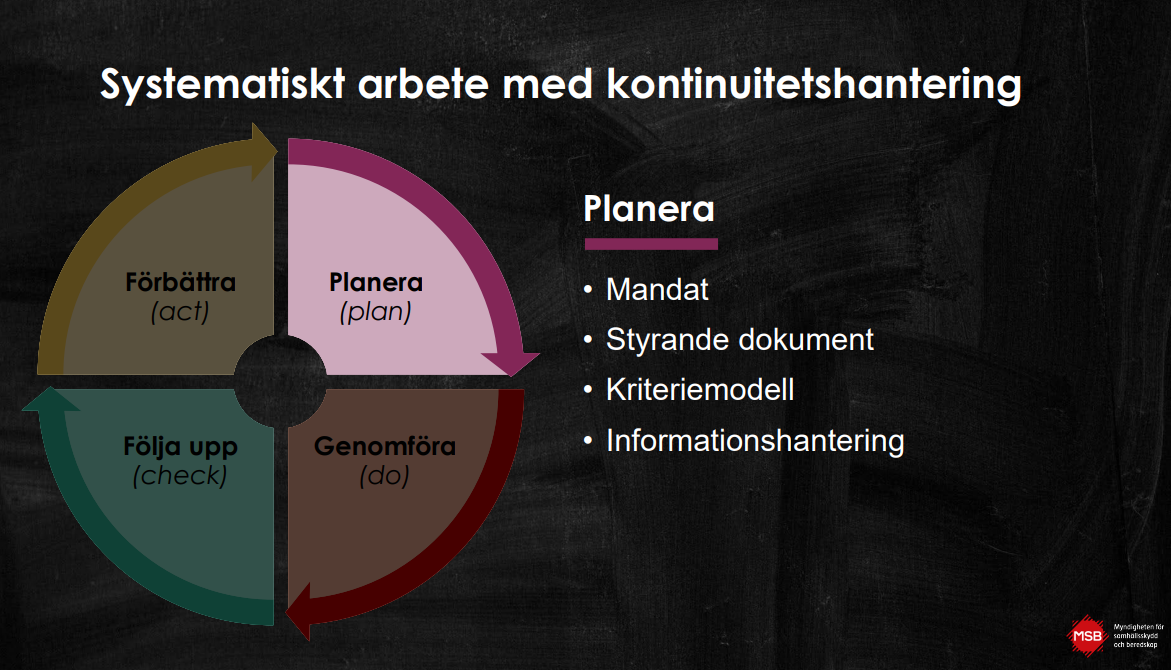 Systematiskt arbete med kontinuitetshantering
Förbättra
(act)
Planera
(plan)
Följa upp
(check)
Genomföra
(do)
Planera
• Mandat
• Styrande dokument
• Kriteriemodell
• Informationshantering
MSB
Myndigheten för
samhällsskydd
och beredskap